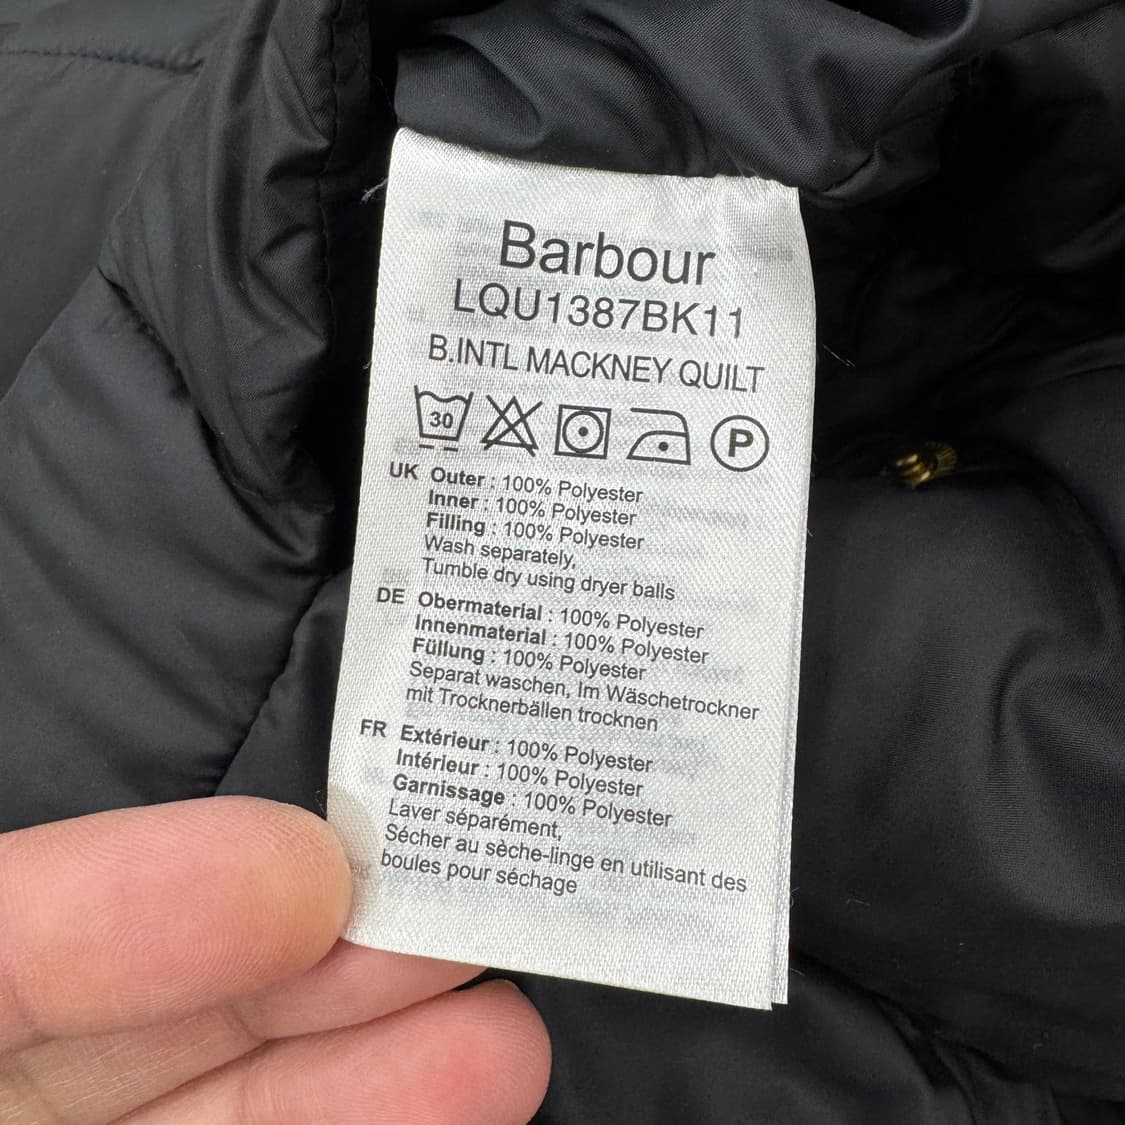 Barbour
LQU1387BK11
B.INTL MACKNEY QUILT
30 P
UK Outer : 100% Polyester
Inner : 100% Polyester
Filling : 100% Polyester
Wash separately,
Tumble dry using dryer balls
DE Obermaterial : 100% Polyester
Innenmaterial : 100% Polyester
Füllung : 100% Polyester
Separat waschen, Im Wäschetrockner
mit Trocknerbällen trocknen
FR Extérieur : 100% Polyester
Intérieur : 100% Polyester
Garnissage : 100% Polyester
Laver séparément,
Sécher au sèche-linge en utilisant des
boules pour séchage